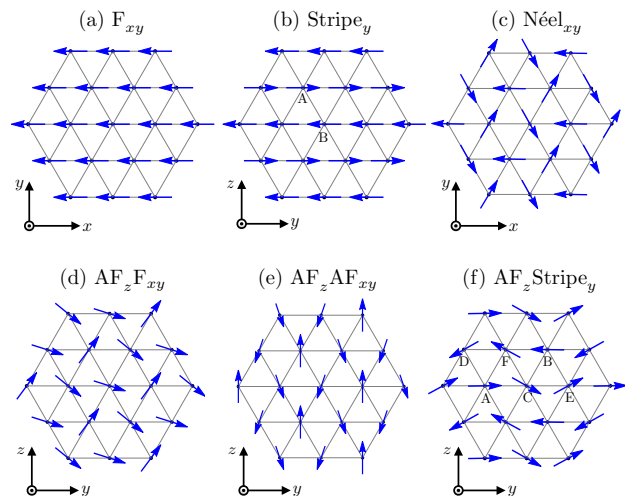 (a) F_xy
(b) Stripe_y
(c) Néel_xy
A
B
y
x
z
y
y
x
(d) AF_zF_xy
(e) AF_zAF_xy
(f) AF_zStripe_y
D
F
B
A
C
E
z
y
z
y
z
y